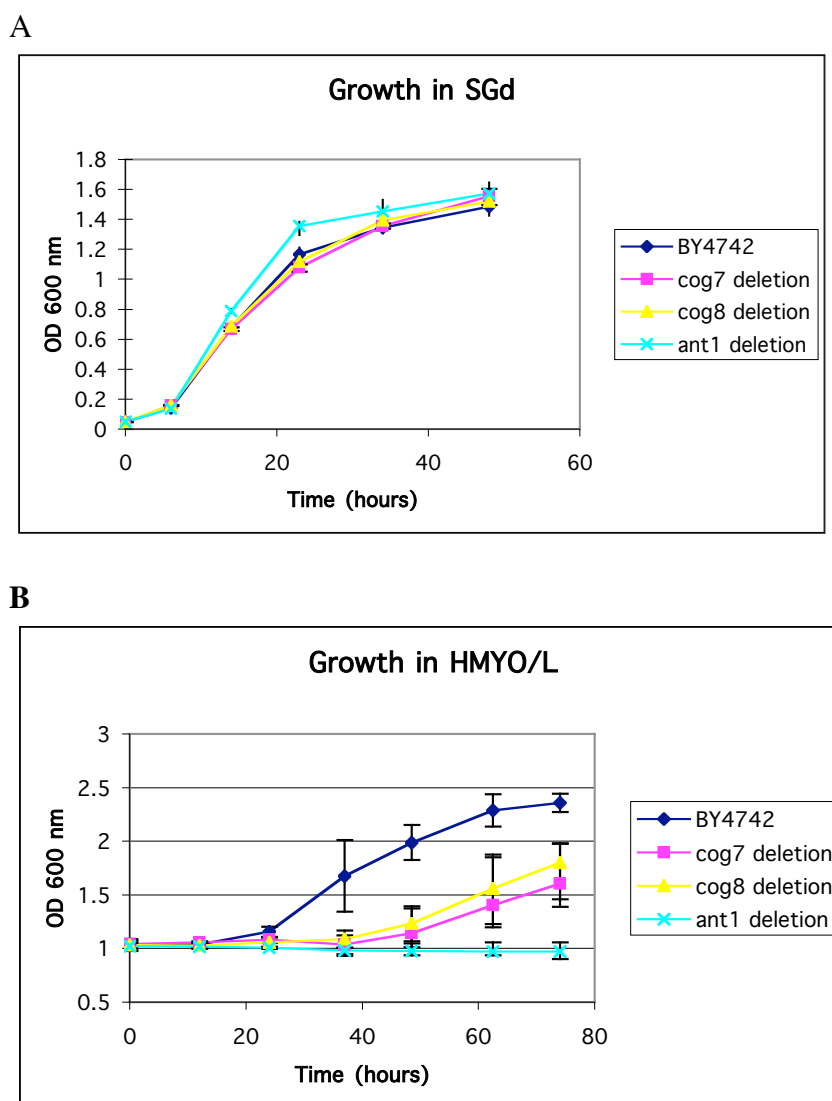 A
Growth in SGd
1.8
1.6
1.4
1.2
1
0.8
0.6
0.4
0.2
0
OD 600 nm
0 20 40 60
Time (hours)
BY4742
cog7 deletion
cog8 deletion
ant1 deletion
B
Growth in HMYO/L
3
2.5
2
1.5
1
0.5
OD 600 nm
0 20 40 60 80
Time (hours)
BY4742
cog7 deletion
cog8 deletion
ant1 deletion